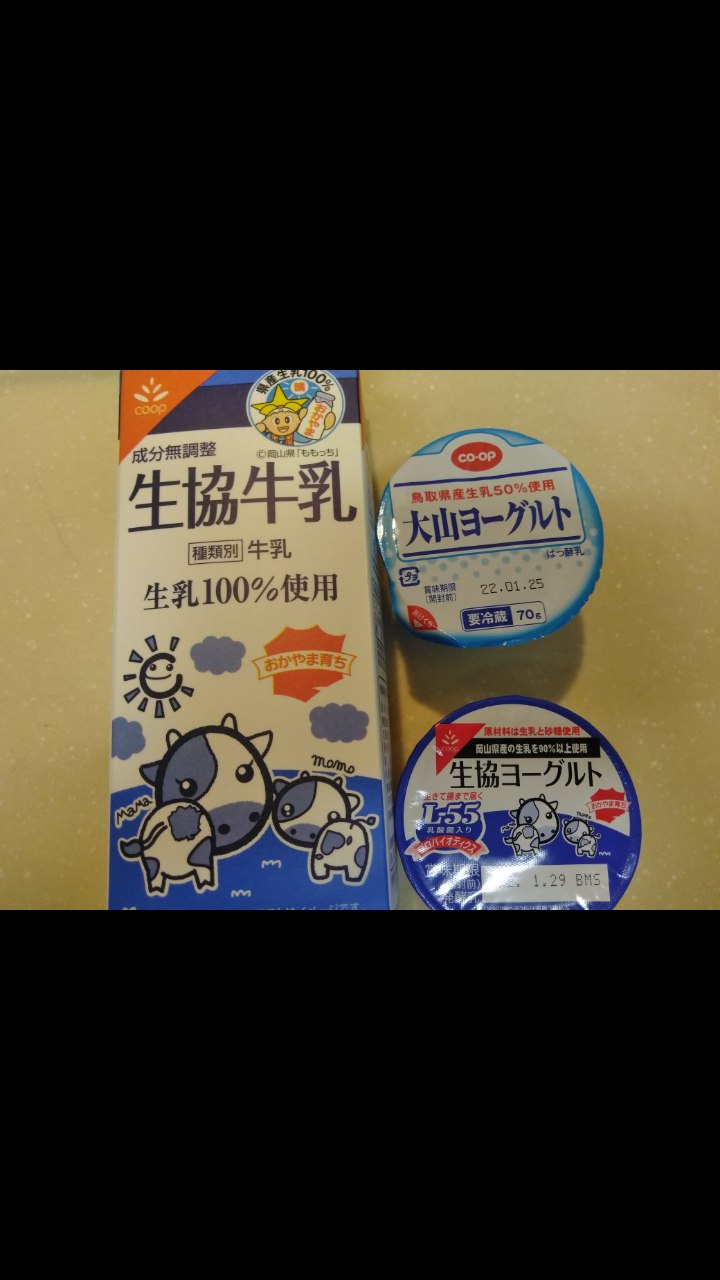 coop
県産生乳100%
晴
おかやま
成分無調整
©岡山県「ももっち」
生協牛乳
種類別 牛乳
生乳100%使用
おかやま育ち
mama
momo
CO·OP
鳥取県産生乳50%使用
大山ヨーグルト
はっ酵乳
賞味期限
(開封前)
22.01.25
要冷蔵 70g
原材料は生乳と砂糖使用
coop
岡山県産の生乳を90%以上使用
生協ヨーグルト
生きて腸まで届く
L-55
乳酸菌入り
プロバイオティクス
おかやま育ち
賞味期限
1.29 BMS